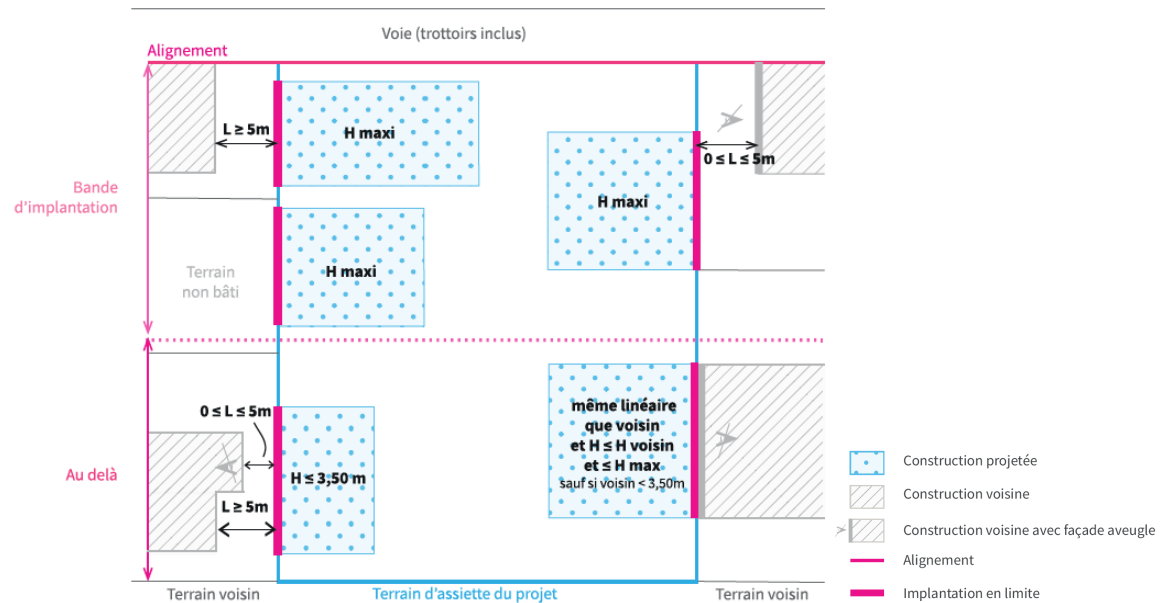 Voie (trottoirs inclus)
Alignement
L ≥ 5m
H maxi
0 ≤ L ≤ 5m
Bande
d'implantation
H maxi
H maxi
Terrain
non bâti
0 ≤ L ≤ 5m
même linéaire
que voisin
et H ≤ H voisin
et ≤ H max
sauf si voisin < 3,50m
Au delà
H ≤ 3,50 m
L ≥ 5m
Terrain voisin
Terrain d'assiette du projet
Terrain voisin
Construction projetée
Construction voisine
Construction voisine avec façade aveugle
Alignement
Implantation en limite